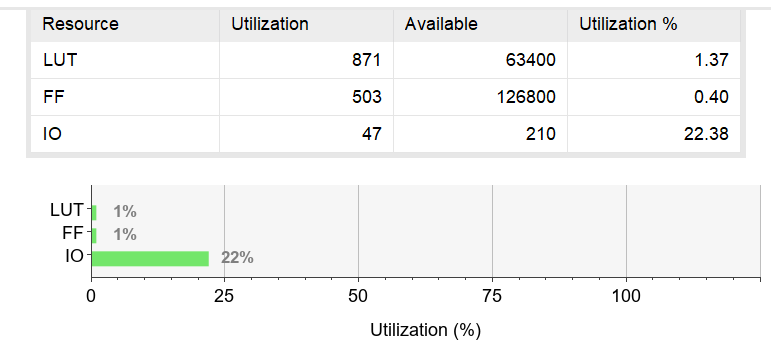 Resource Utilization Available Utilization %
LUT 871 63400 1.37
FF 503 126800 0.40
IO 47 210 22.38
LUT 1%
FF 1%
IO 22%
0 25 50 75 100
Utilization (%)